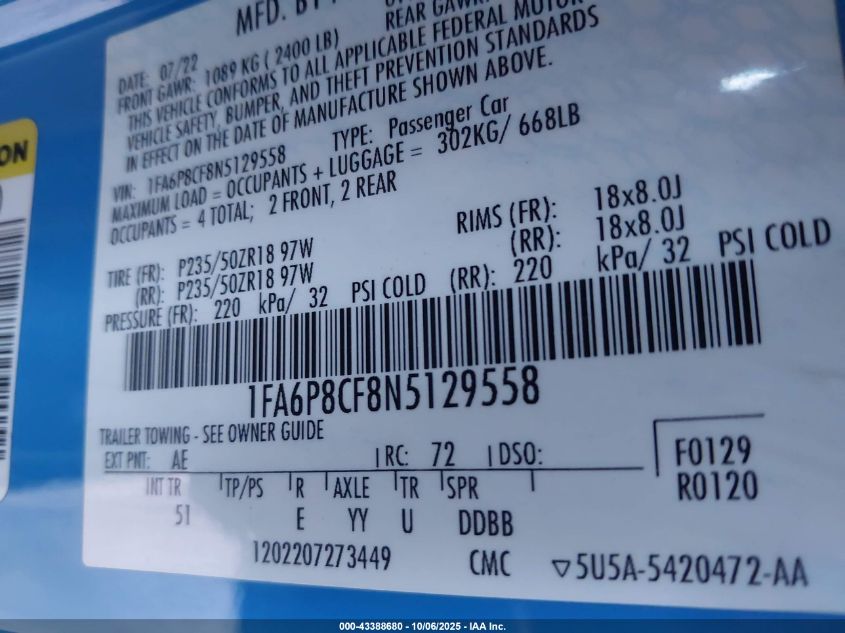 MFD. BY
REAR GAWR:
DATE: 07/22
FRONT GAWR: 1089 KG ( 2400 LB)
THIS VEHICLE CONFORMS TO ALL APPLICABLE FEDERAL MOTOR
VEHICLE SAFETY, BUMPER, AND THEFT PREVENTION STANDARDS
IN EFFECT ON THE DATE OF MANUFACTURE SHOWN ABOVE.
VIN: 1FA6P8CF8N5129558 TYPE: Passenger Car
MAXIMUM LOAD = OCCUPANTS + LUGGAGE = 302KG/ 668LB
OCCUPANTS = 4 TOTAL; 2 FRONT, 2 REAR
TIRE (FR): P235/50ZR18 97W RIMS (FR): 18x8.0J
(RR): P235/50ZR18 97W (RR): 18x8.0J
PRESSURE (FR): 220 kPa/ 32 PSI COLD (RR): 220 kPa/ 32 PSI COLD
1FA6P8CF8N5129558
TRAILER TOWING - SEE OWNER GUIDE
EXT PNT: AE RC: 72 DSO: F0129
INT TR TP/PS R AXLE TR SPR R0120
5I E YY U DDBB
1202207273449 CMC ▽5U5A-5420472-AA
ON
000-43388680 - 10/06/2025 - IAA Inc.